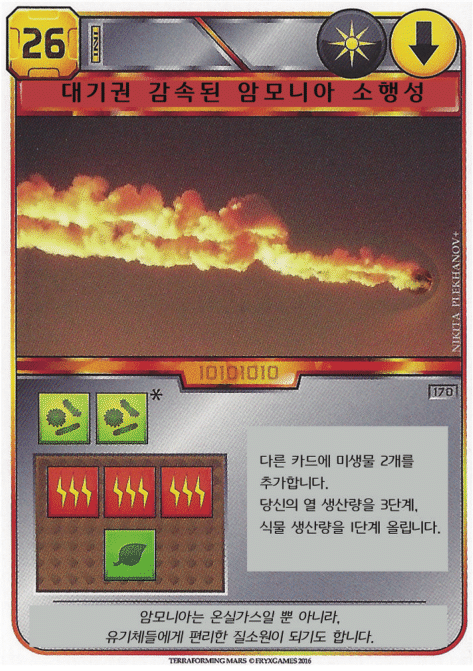 26
대기권 감속된 암모니아 소행성
NIKITA PLEKHANOV+
10101010
170
*
다른 카드에 미생물 2개를
추가합니다.
당신의 열 생산량을 3단계,
식물 생산량을 1단계 올립니다.
암모니아는 온실가스일 뿐 아니라,
유기체들에게 편리한 질소원이 되기도 합니다.
TERRAFORMING MARS © FRYXGAMES 2016